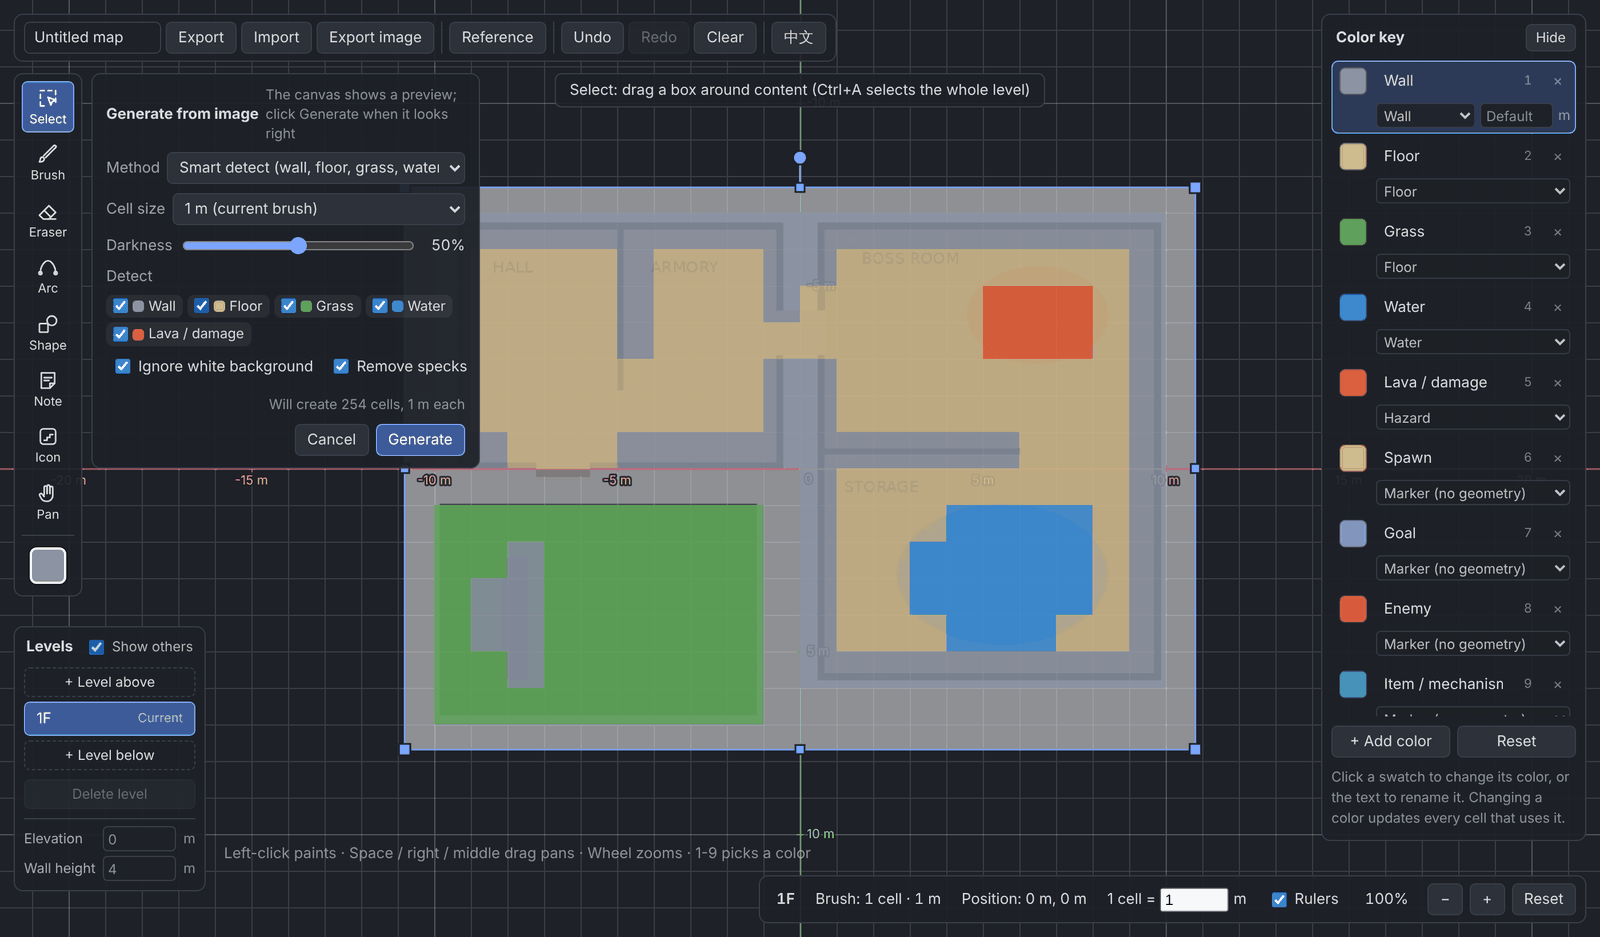 Untitled map
Export
Import
Export image
Reference
Undo
Redo
Clear
中文
Select
Brush
Eraser
Arc
Shape
Note
Icon
Pan
Generate from image
The canvas shows a preview;
click Generate when it looks
right
Method
Smart detect (wall, floor, grass, water
Cell size
1 m (current brush)
Darkness
50%
Detect
Wall
Floor
Grass
Water
Lava / damage
Ignore white background
Remove specks
Will create 254 cells, 1 m each
Cancel
Generate
Select: drag a box around content (Ctrl+A selects the whole level)
HALL
ARMORY
BOSS ROOM
STORAGE
-15 m
-10 m
-5 m
0
5 m
10 m
15 m
-5 m
5 m
10 m
Levels
Show others
+ Level above
1F
Current
+ Level below
Delete level
Elevation
0
m
Wall height
4
m
Left-click paints · Space / right / middle drag pans · Wheel zooms · 1-9 picks a color
1F
Brush: 1 cell · 1 m
Position: 0 m, 0 m
1 cell =
1
m
Rulers
100%
−
+
Reset
Color key
Hide
Wall
1
×
Wall
Default
m
Floor
2
×
Floor
Grass
3
×
Floor
Water
4
×
Water
Lava / damage
5
×
Hazard
Spawn
6
×
Marker (no geometry)
Goal
7
×
Marker (no geometry)
Enemy
8
×
Marker (no geometry)
Item / mechanism
9
×
+ Add color
Reset
Click a swatch to change its color, or
the text to rename it. Changing a
color updates every cell that uses it.